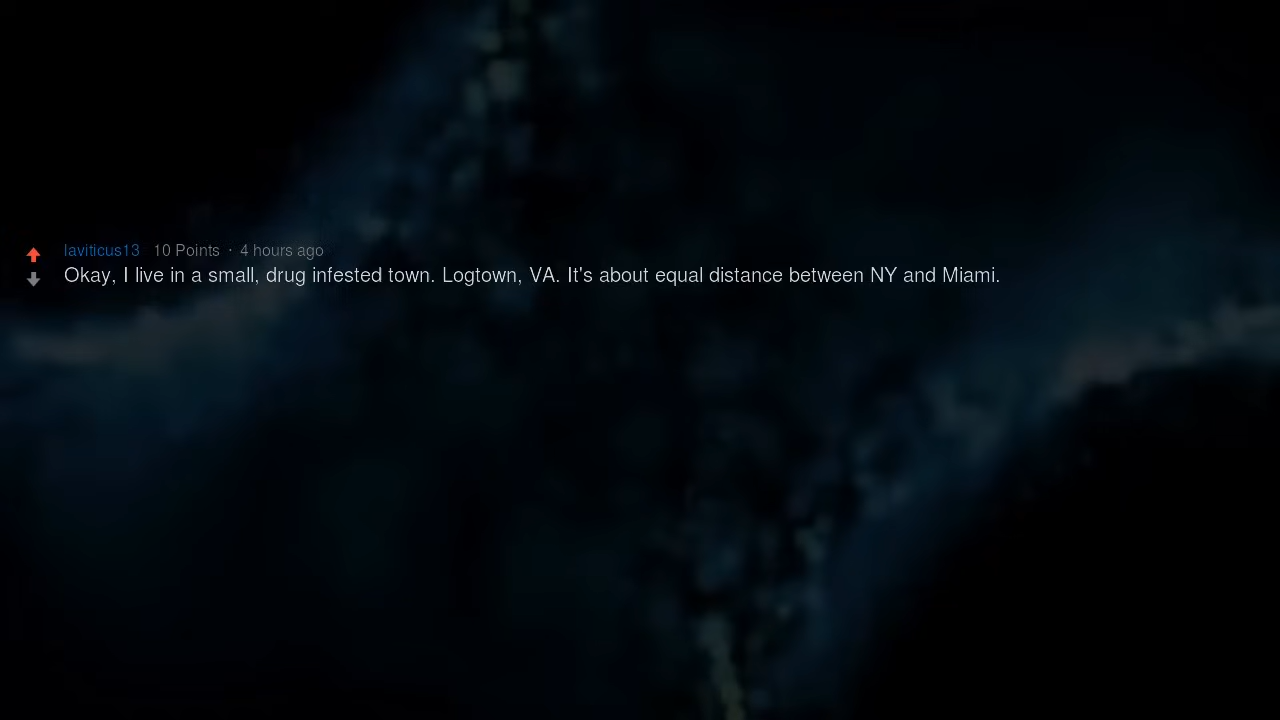 laviticus13 10 Points · 4 hours ago
Okay, I live in a small, drug infested town. Logtown, VA. It's about equal distance between NY and Miami.